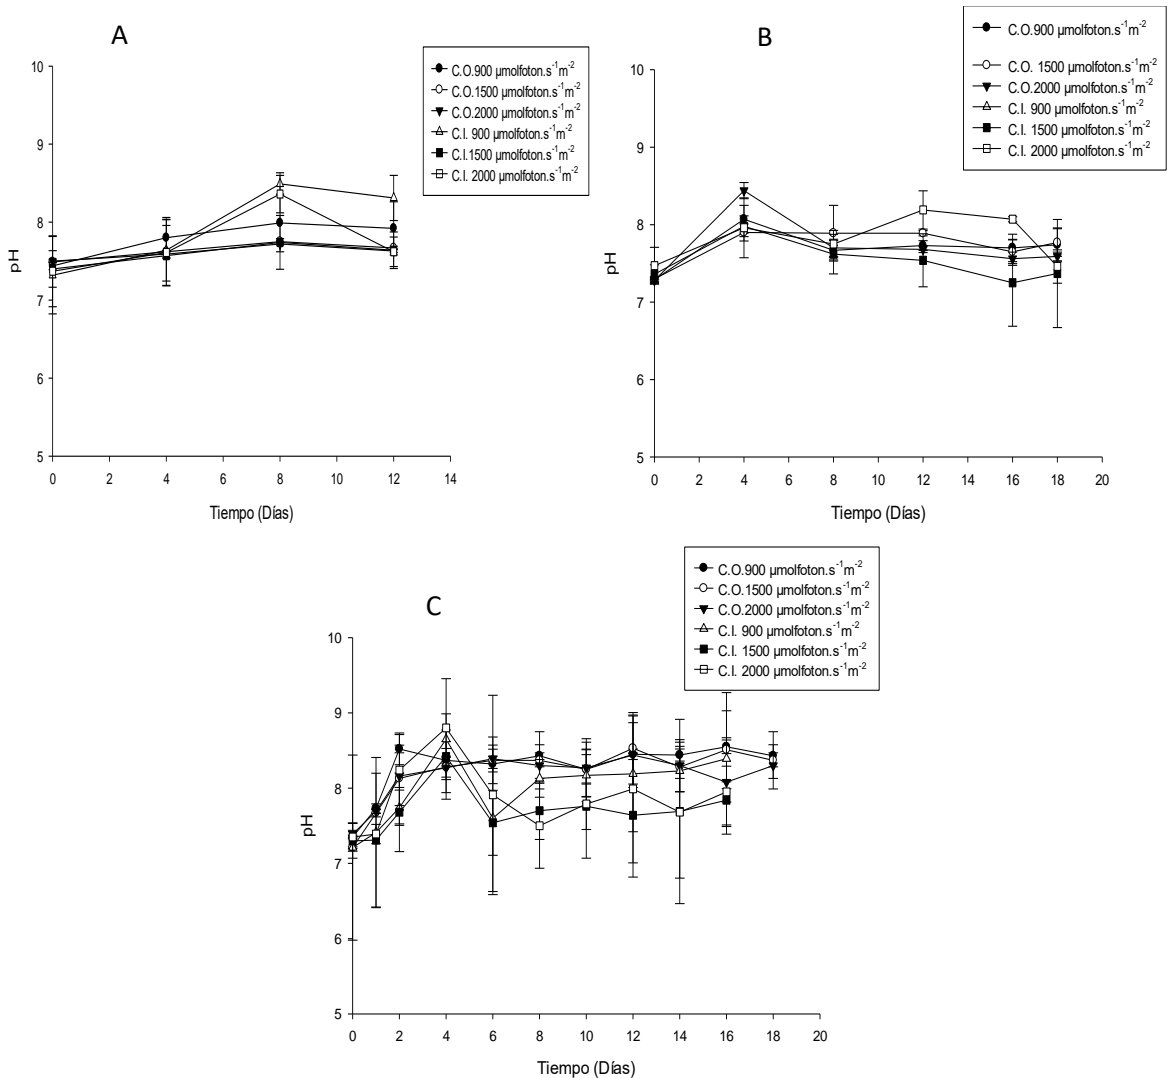 A
C.O.900 µmolfoton.s⁻¹m⁻²
C.O.1500 µmolfoton.s⁻¹m⁻²
C.O.2000 µmolfoton.s⁻¹m⁻²
C.I. 900 µmolfoton.s⁻¹m⁻²
C.I.1500 µmolfoton.s⁻¹m⁻²
C.I. 2000 µmolfoton.s⁻¹m⁻²
10
9
8
7
6
5
pH
0 2 4 6 8 10 12 14
Tiempo (Días)
B
C.O.900 µmolfoton.s⁻¹m⁻²
C.O. 1500 µmolfoton.s⁻¹m⁻²
C.O.2000 µmolfoton.s⁻¹m⁻²
C.I. 900 µmolfoton.s⁻¹m⁻²
C.I. 1500 µmolfoton.s⁻¹m⁻²
C.I. 2000 µmolfoton.s⁻¹m⁻²
10
9
8
7
6
5
pH
0 2 4 6 8 10 12 14 16 18 20
Tiempo (Días)
C
C.O.900 µmolfoton.s⁻¹m⁻²
C.O.1500 µmolfoton.s⁻¹m⁻²
C.O.2000 µmolfoton.s⁻¹m⁻²
C.I. 900 µmolfoton.s⁻¹m⁻²
C.I. 1500 µmolfoton.s⁻¹m⁻²
C.I. 2000 µmolfoton.s⁻¹m⁻²
10
9
8
7
6
5
pH
0 2 4 6 8 10 12 14 16 18 20
Tiempo (Días)